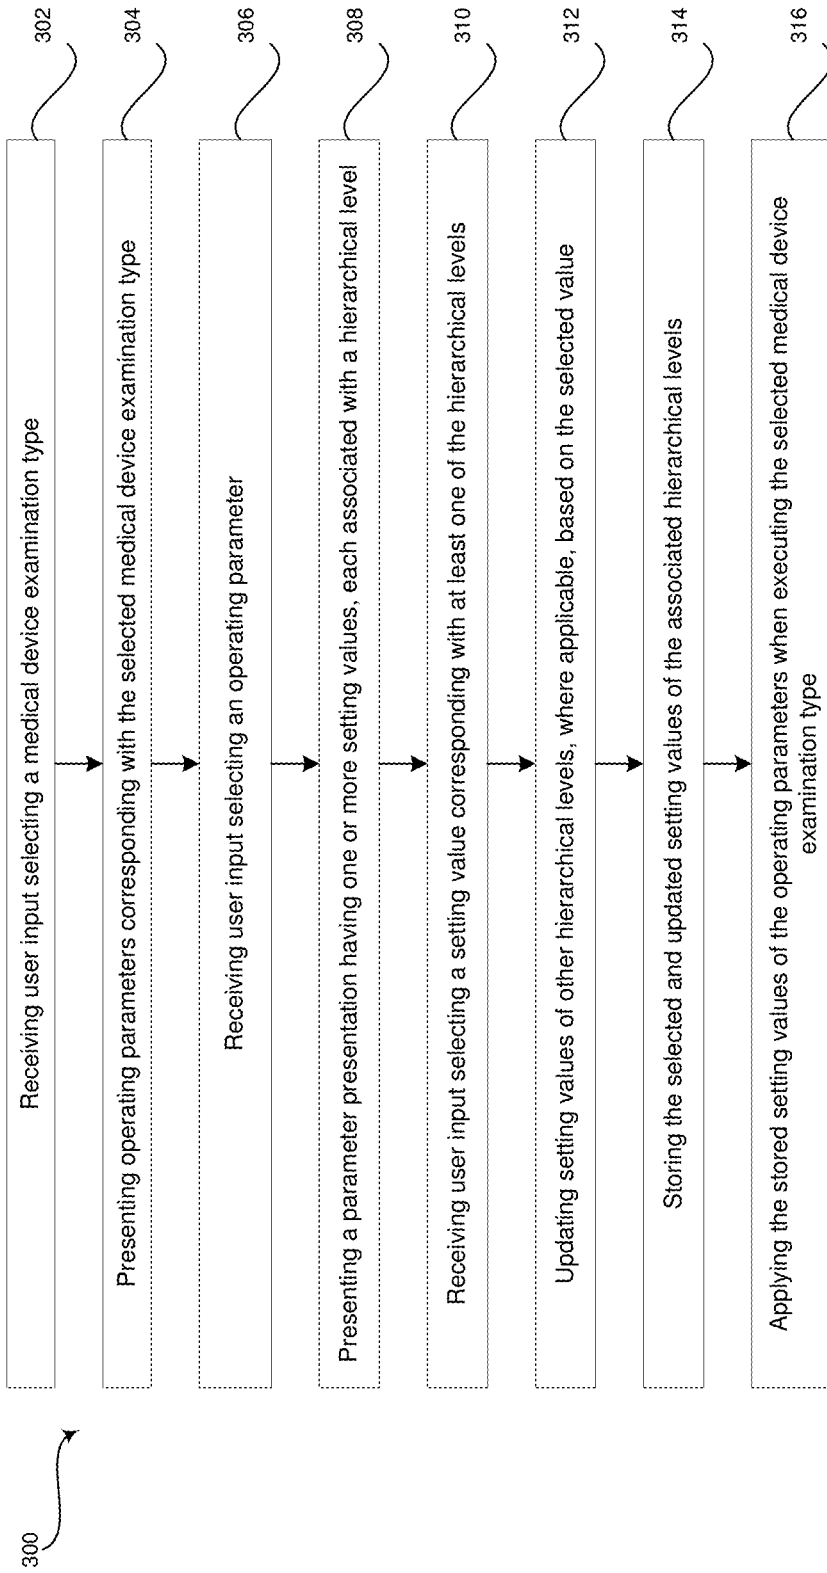 300
Receiving user input selecting a medical device examination type
302
Presenting operating parameters corresponding with the selected medical device examination type
304
Receiving user input selecting an operating parameter
306
Presenting a parameter presentation having one or more setting values, each associated with a hierarchical level
308
Receiving user input selecting a setting value corresponding with at least one of the hierarchical levels
310
Updating setting values of other hierarchical levels, where applicable, based on the selected value
312
Storing the selected and updated setting values of the associated hierarchical levels
314
Applying the stored setting values of the operating parameters when executing the selected medical device
examination type
316